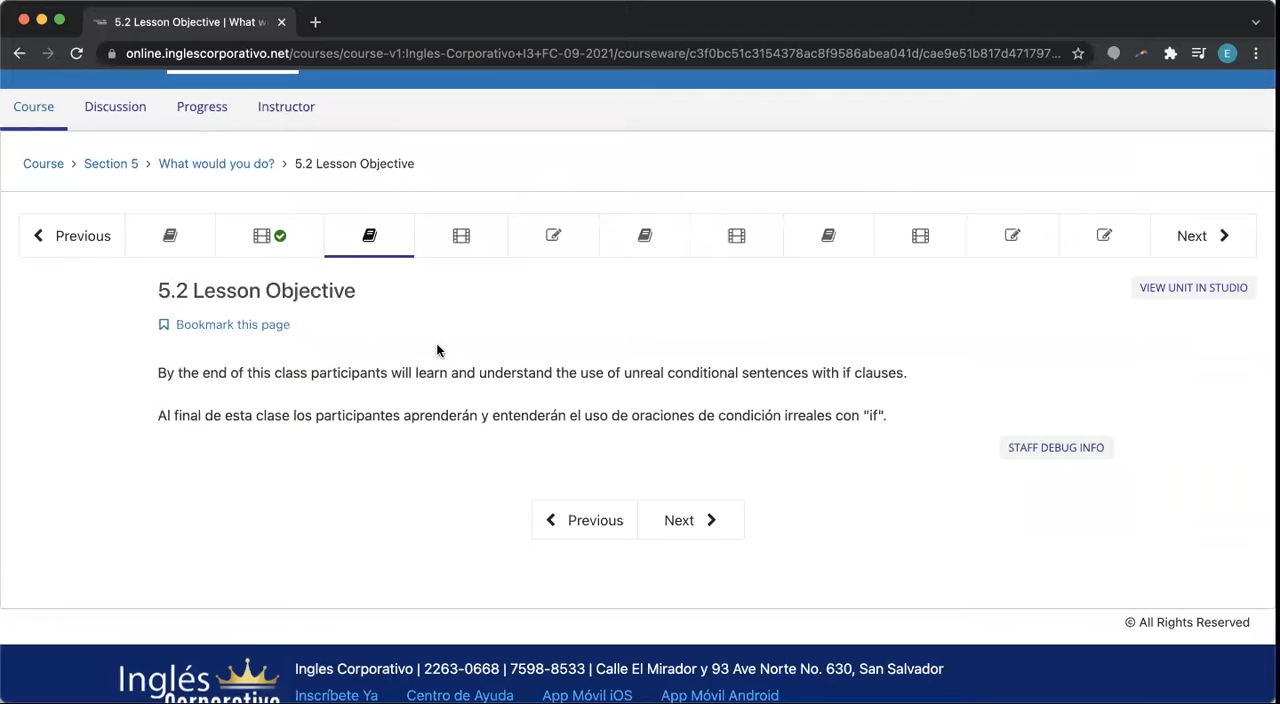 5.2 Lesson Objective | What w
online.inglescorporativo.net/courses/course-v1:Ingles-Corporativo+I3+FC-09-2021/courseware/c3f0bc51c3154378ac8f9586abea041d/cae9e51b817d471797...
E
Course Discussion Progress Instructor
Course > Section 5 > What would you do? > 5.2 Lesson Objective
Previous Next
5.2 Lesson Objective
VIEW UNIT IN STUDIO
Bookmark this page
By the end of this class participants will learn and understand the use of unreal conditional sentences with if clauses.
Al final de esta clase los participantes aprenderán y entenderán el uso de oraciones de condición irreales con "if".
STAFF DEBUG INFO
Previous Next
© All Rights Reserved
Inglés Corporativo
Ingles Corporativo | 2263-0668 | 7598-8533 | Calle El Mirador y 93 Ave Norte No. 630, San Salvador
Inscríbete Ya Centro de Ayuda App Móvil iOS App Móvil Android